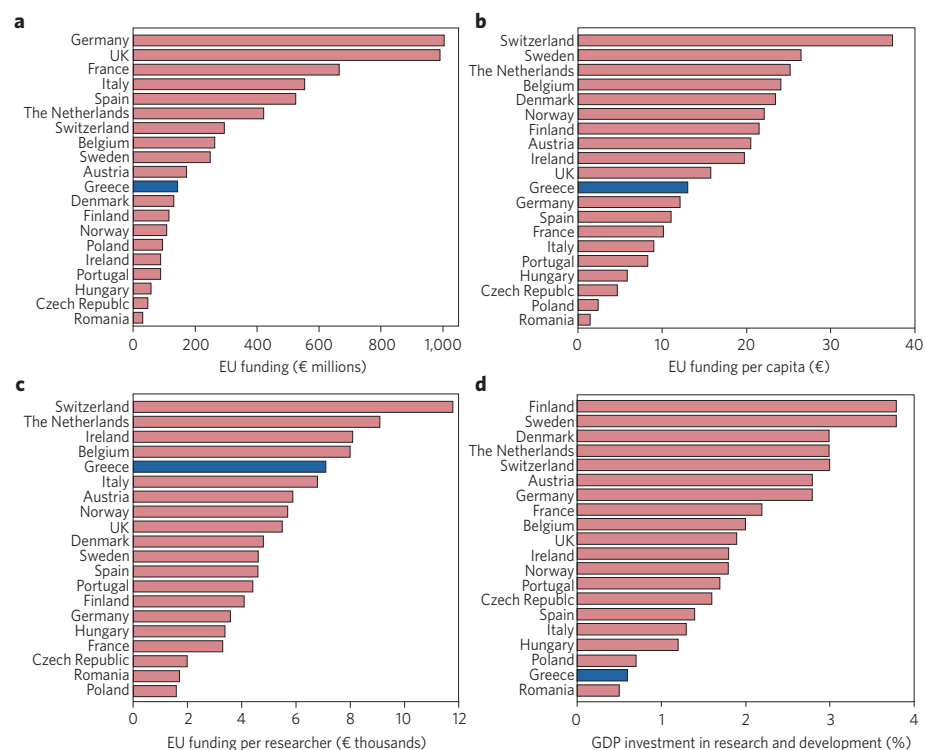 a
Germany
UK
France
Italy
Spain
The Netherlands
Switzerland
Belgium
Sweden
Austria
Greece
Denmark
Finland
Norway
Poland
Ireland
Portugal
Hungary
Czech Republic
Romania
0 200 400 600 800 1,000
EU funding (€ millions)
b
Switzerland
Sweden
The Netherlands
Belgium
Denmark
Norway
Finland
Austria
Ireland
UK
Greece
Germany
Spain
France
Italy
Portugal
Hungary
Czech Republc
Poland
Romania
0 10 20 30 40
EU funding per capita (€)
c
Switzerland
The Netherlands
Ireland
Belgium
Greece
Italy
Austria
Norway
UK
Denmark
Sweden
Spain
Portugal
Finland
Germany
Hungary
France
Czech Republic
Romania
Poland
0 2 4 6 8 10 12
EU funding per researcher (€ thousands)
d
Finland
Sweden
Denmark
The Netherlands
Switzerland
Austria
Germany
France
Belgium
UK
Ireland
Norway
Portugal
Czech Republc
Spain
Italy
Hungary
Poland
Greece
Romania
0 1 2 3 4
GDP investment in research and development (%)